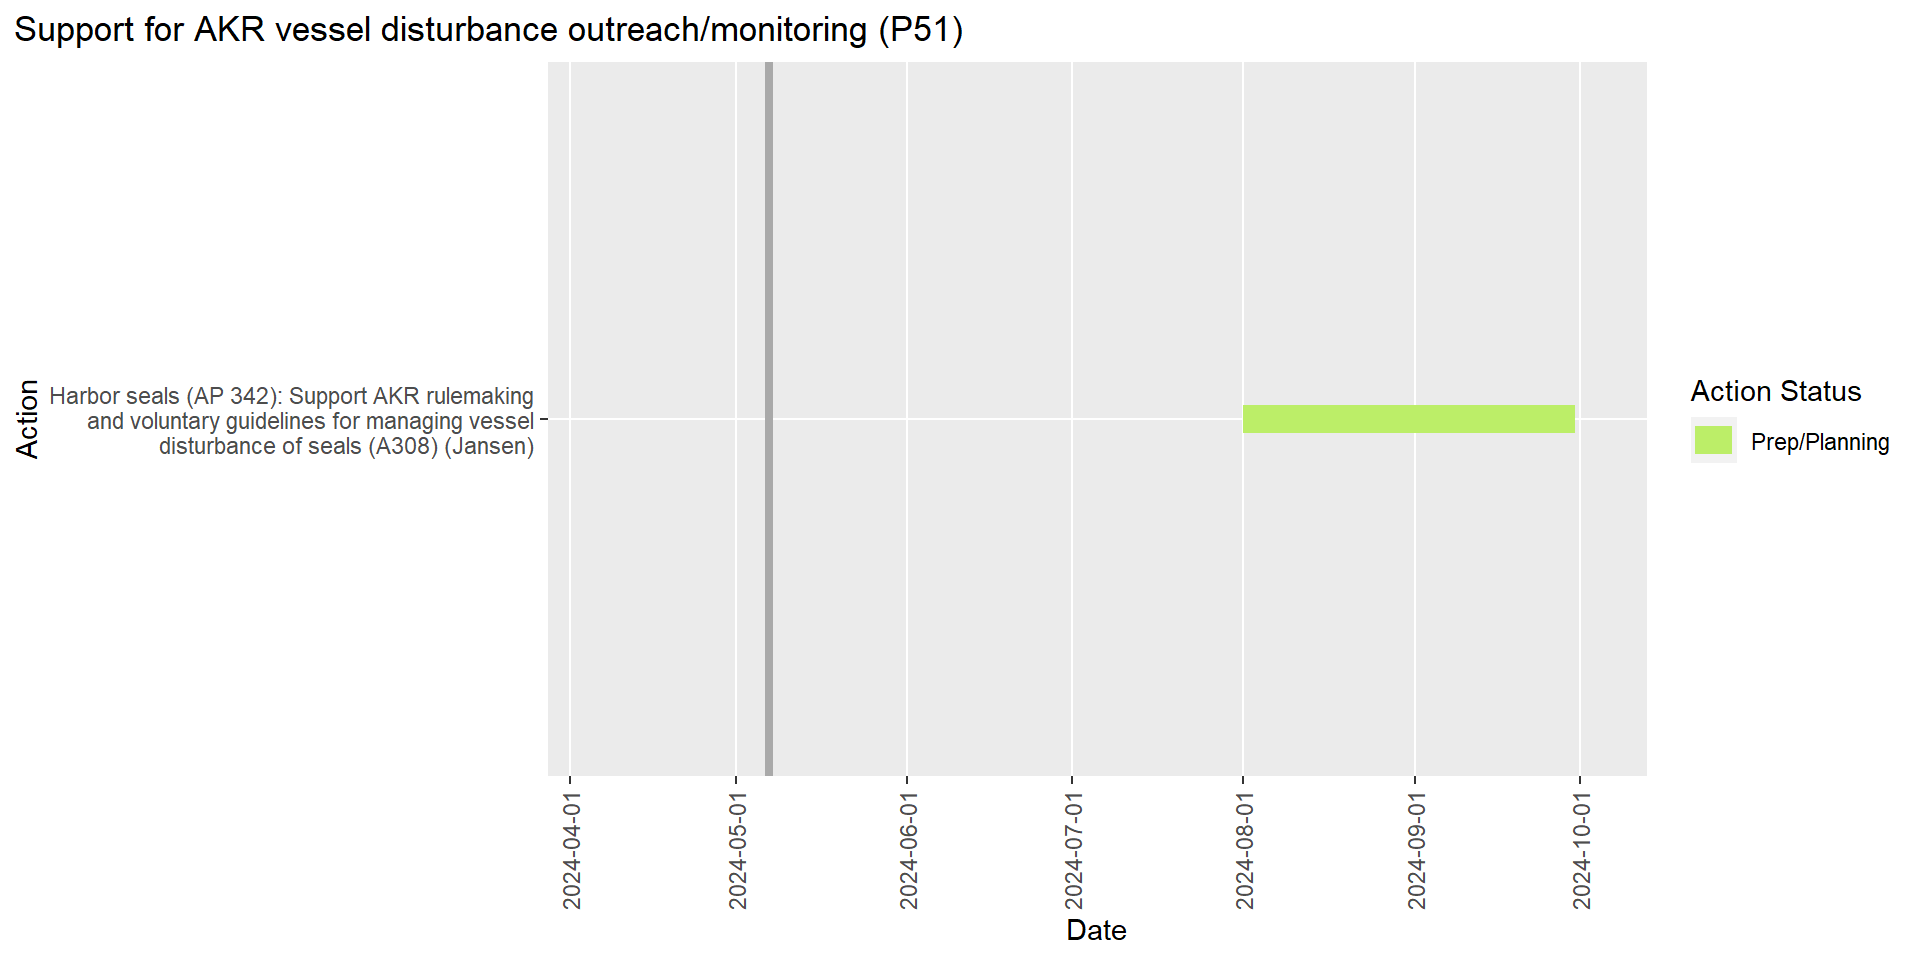 Support for AKR vessel disturbance outreach/monitoring (P51)
Action
Harbor seals (AP 342): Support AKR rulemaking
and voluntary guidelines for managing vessel
disturbance of seals (A308) (Jansen)
Action Status
Prep/Planning
2024-04-01
2024-05-01
2024-06-01
2024-07-01
2024-08-01
2024-09-01
2024-10-01
Date